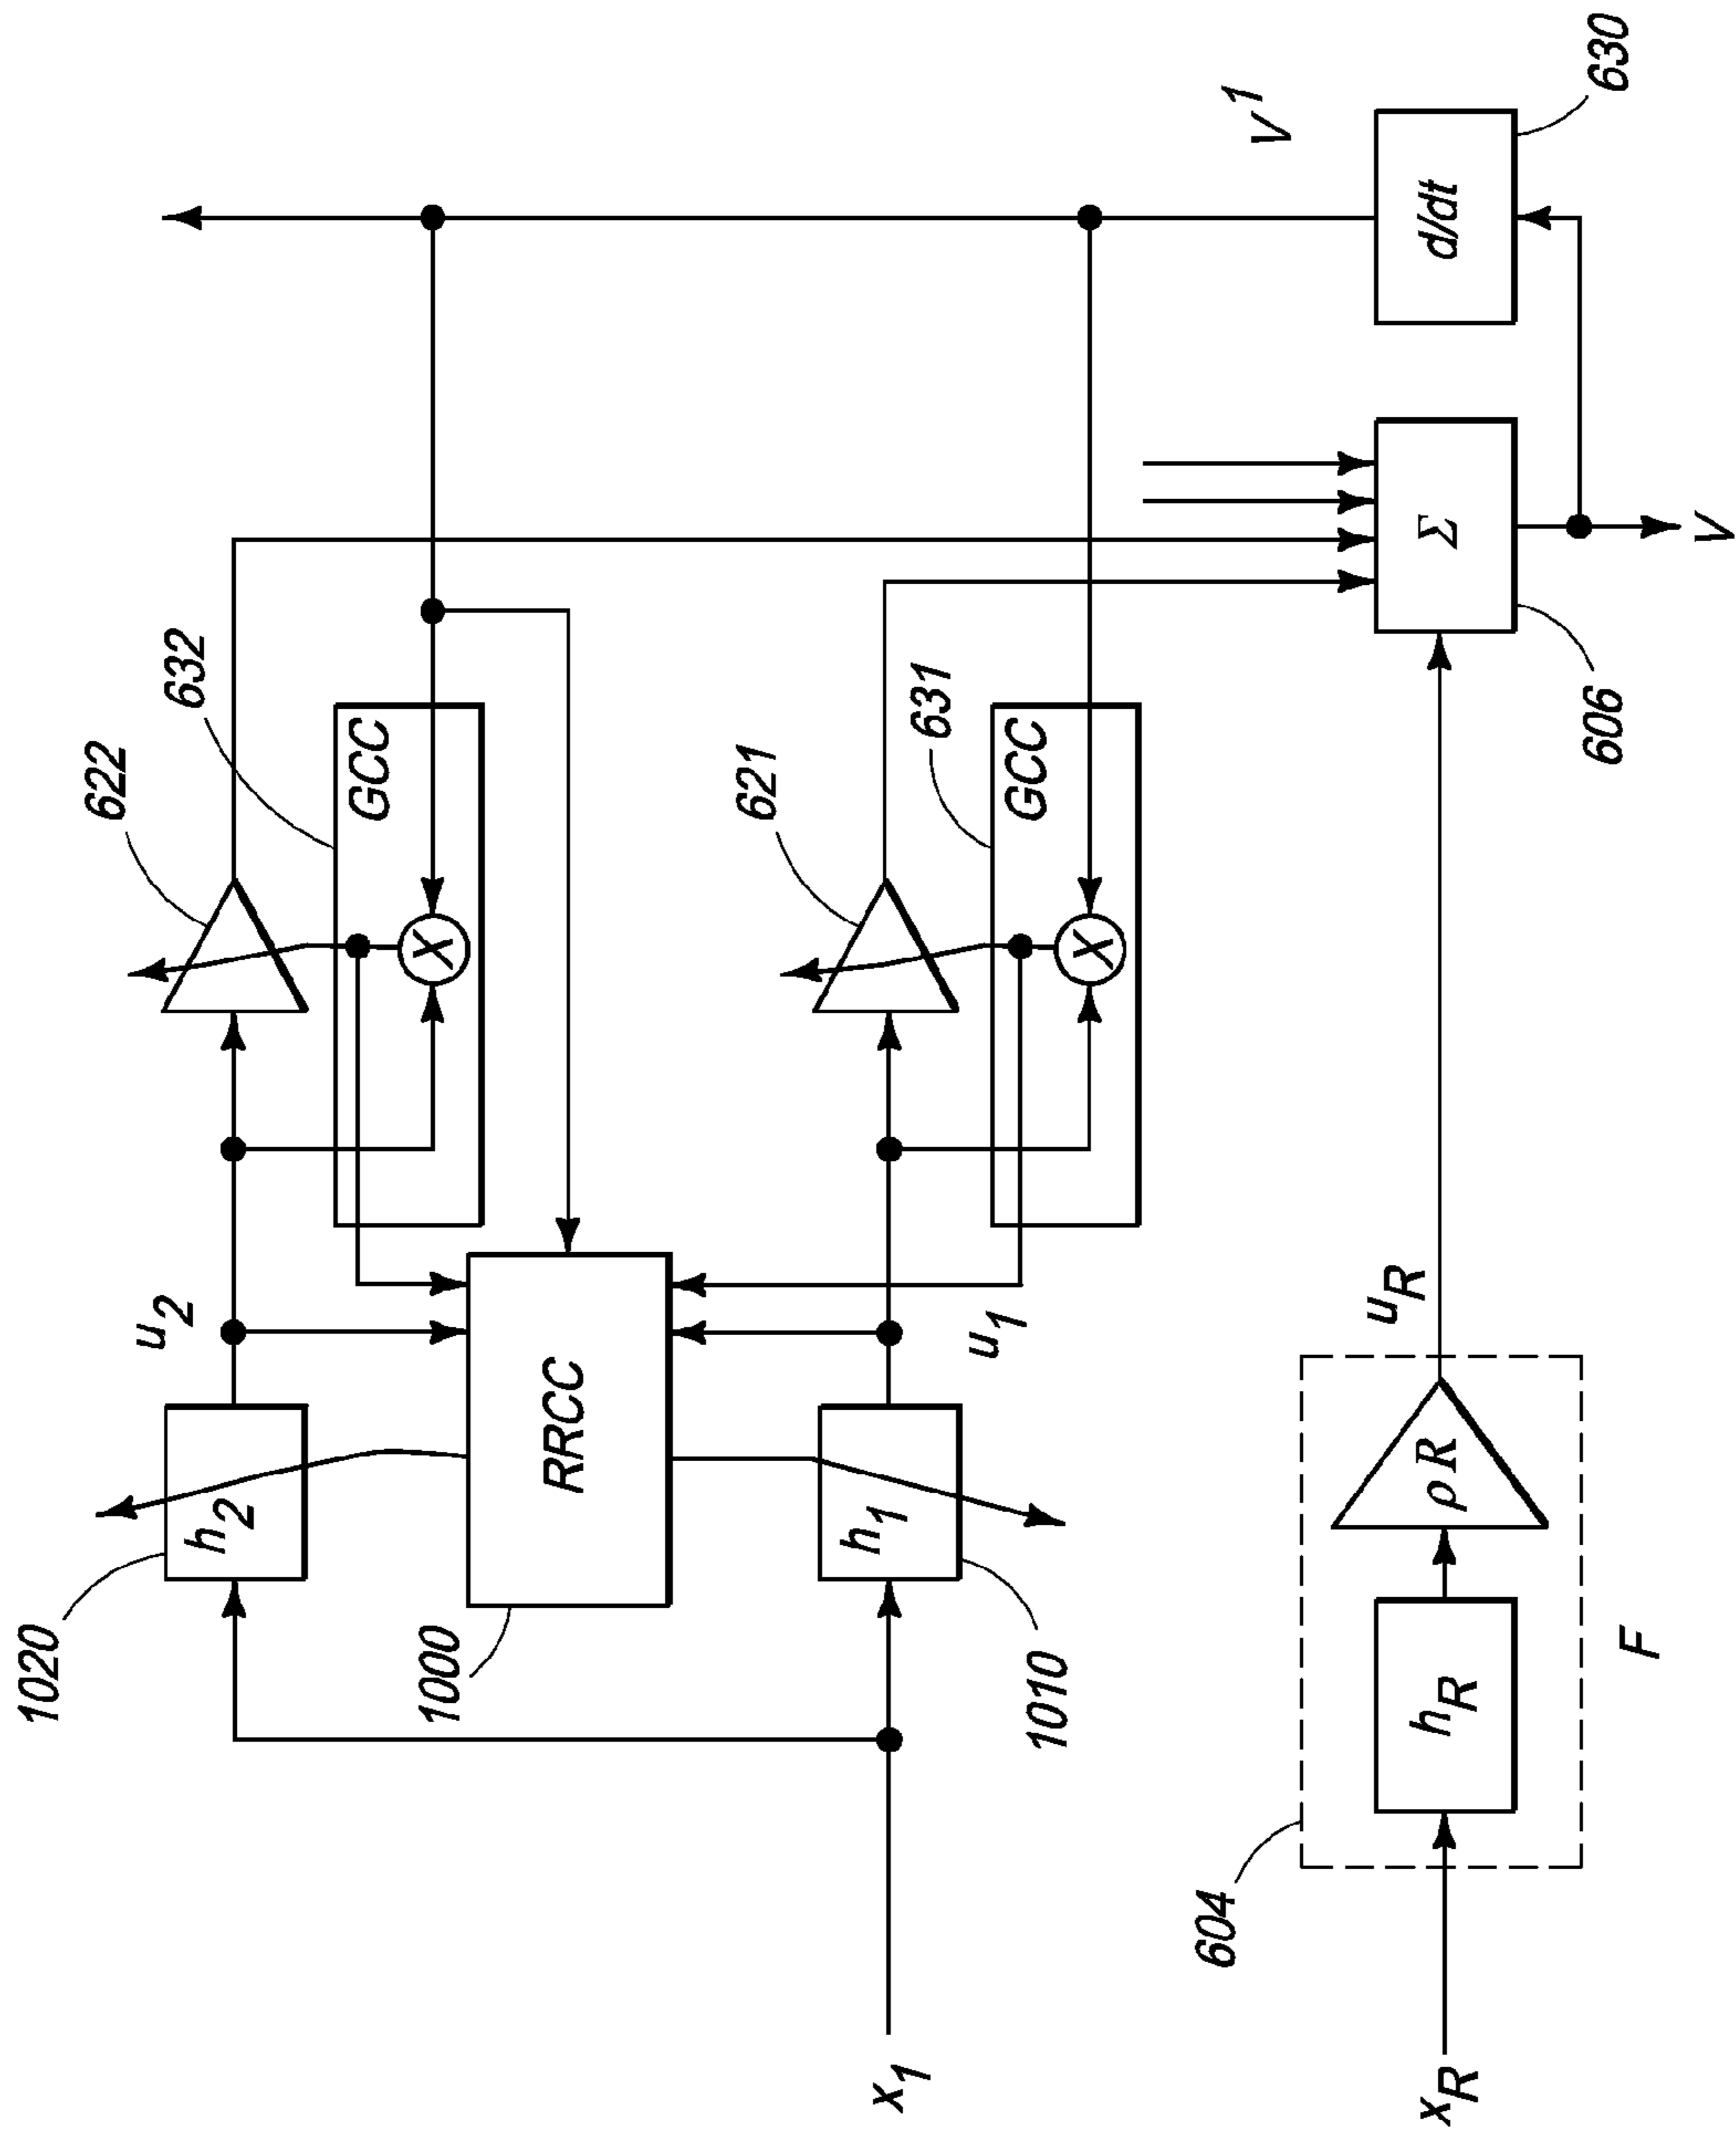 1020
h2
u2
622
632
GCC
X
1000
RRCC
1010
h1
u1
621
631
GCC
X
x1
V1
604
xR
hR
ρR
uR
F
Σ
606
d/dt
630
V